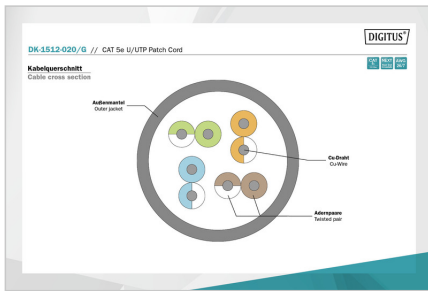 DIGITUS®
DK-1512-020/G // CAT 5e U/UTP Patch Cord
Kabelquerschnitt
Cable cross section
Außenmantel
Outer jacket
Cu-Draht
Cu-Wire
Adernpaare
Twisted pair